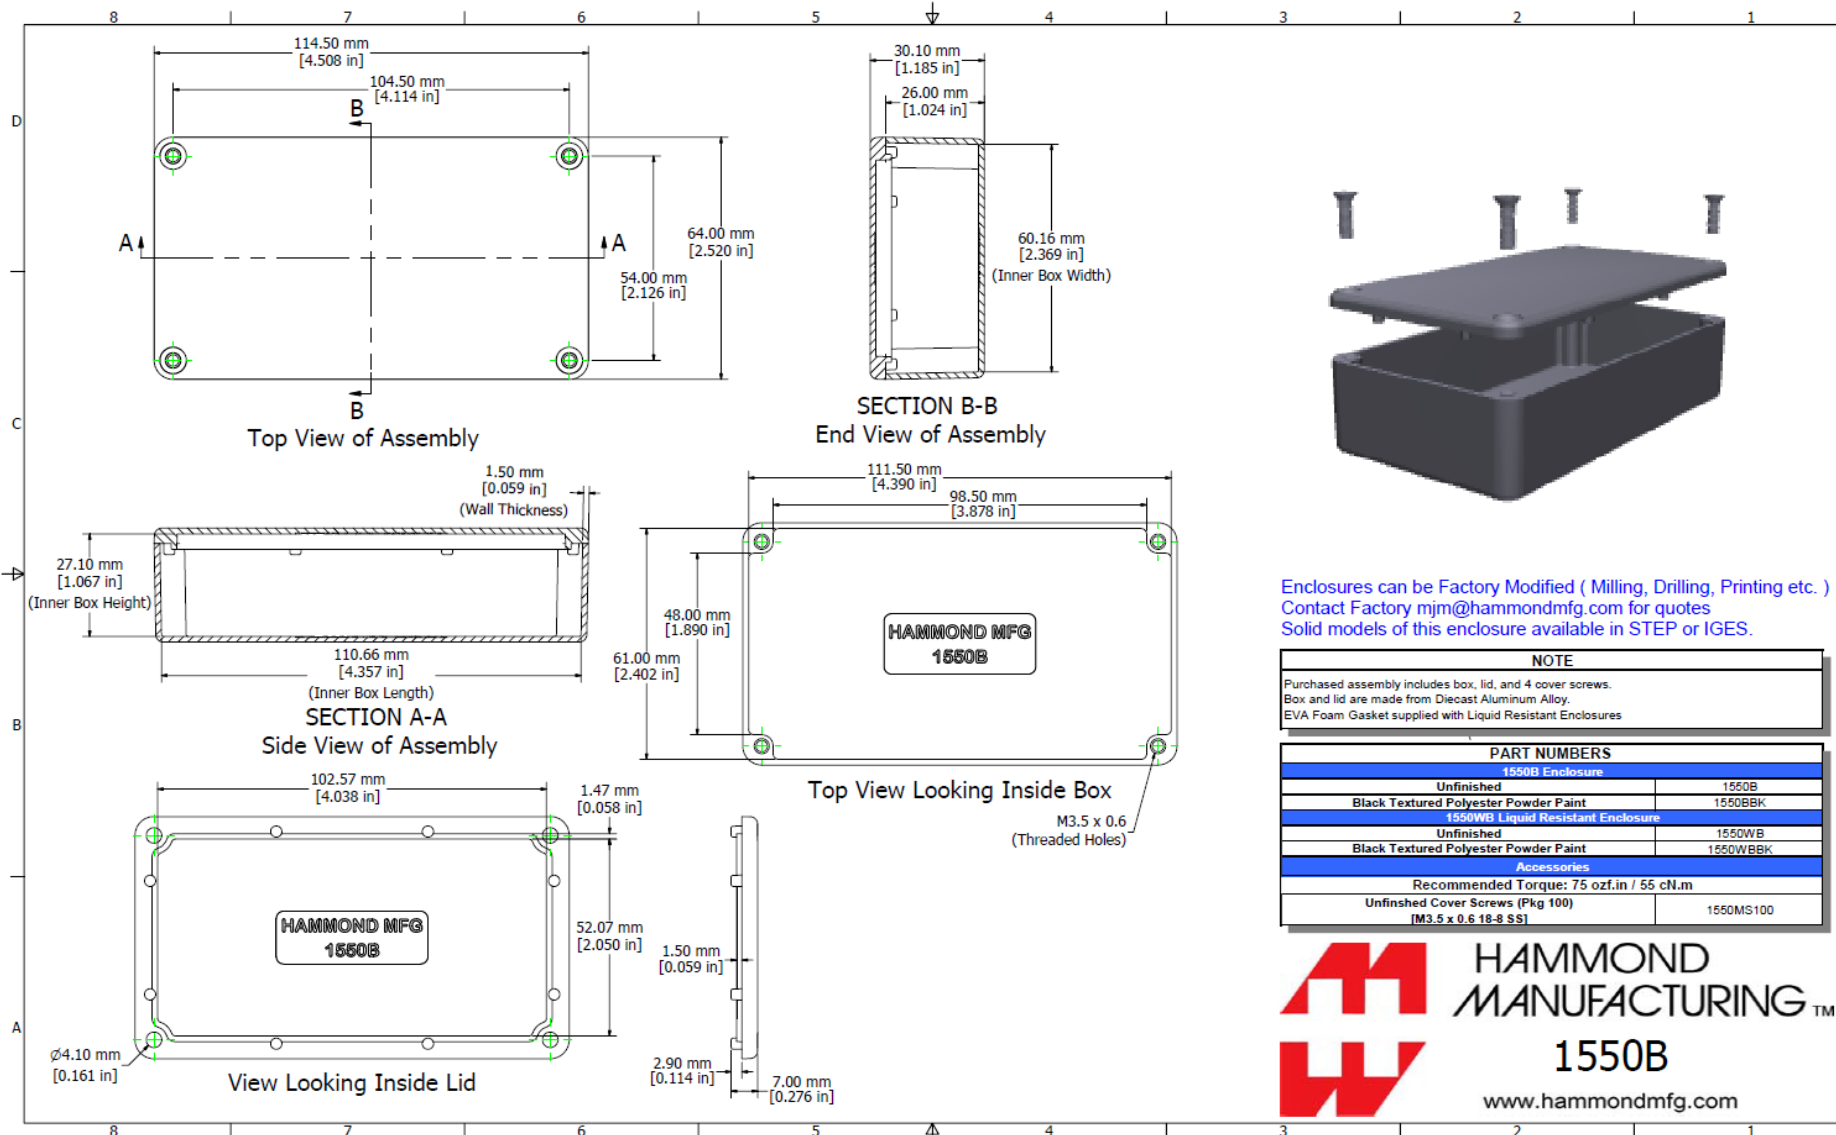 8 7 6 5 4 3 2 1
D
C
B
A
114.50 mm
[4.508 in]
104.50 mm
[4.114 in]
B
A
A
64.00 mm
[2.520 in]
54.00 mm
[2.126 in]
B
Top View of Assembly
30.10 mm
[1.185 in]
26.00 mm
[1.024 in]
60.16 mm
[2.369 in]
(Inner Box Width)
SECTION B-B
End View of Assembly
1.50 mm
[0.059 in]
(Wall Thickness)
27.10 mm
[1.067 in]
(Inner Box Height)
110.66 mm
[4.357 in]
(Inner Box Length)
SECTION A-A
Side View of Assembly
111.50 mm
[4.390 in]
98.50 mm
[3.878 in]
48.00 mm
[1.890 in]
61.00 mm
[2.402 in]
HAMMOND MFG
1550B
Top View Looking Inside Box
M3.5 x 0.6
(Threaded Holes)
102.57 mm
[4.038 in]
1.47 mm
[0.058 in]
HAMMOND MFG
1550B
52.07 mm
[2.050 in]
Ø4.10 mm
[0.161 in]
View Looking Inside Lid
1.50 mm
[0.059 in]
2.90 mm
[0.114 in]
7.00 mm
[0.276 in]
Enclosures can be Factory Modified ( Milling, Drilling, Printing etc. )
Contact Factory mjm@hammondmfg.com for quotes
Solid models of this enclosure available in STEP or IGES.
NOTE
Purchased assembly includes box, lid, and 4 cover screws.
Box and lid are made from Diecast Aluminum Alloy.
EVA Foam Gasket supplied with Liquid Resistant Enclosures
PART NUMBERS
1550B Enclosure
Unfinished 1550B
Black Textured Polyester Powder Paint 1550BBK
1550WB Liquid Resistant Enclosure
Unfinished 1550WB
Black Textured Polyester Powder Paint 1550WBBK
Accessories
Recommended Torque: 75 ozf.in / 55 cN.m
Unfinshed Cover Screws (Pkg 100) 1550MS100
[M3.5 x 0.6 18-8 SS]
HAMMOND
MANUFACTURING TM
1550B
www.hammondmfg.com
8 7 6 5 4 3 2 1